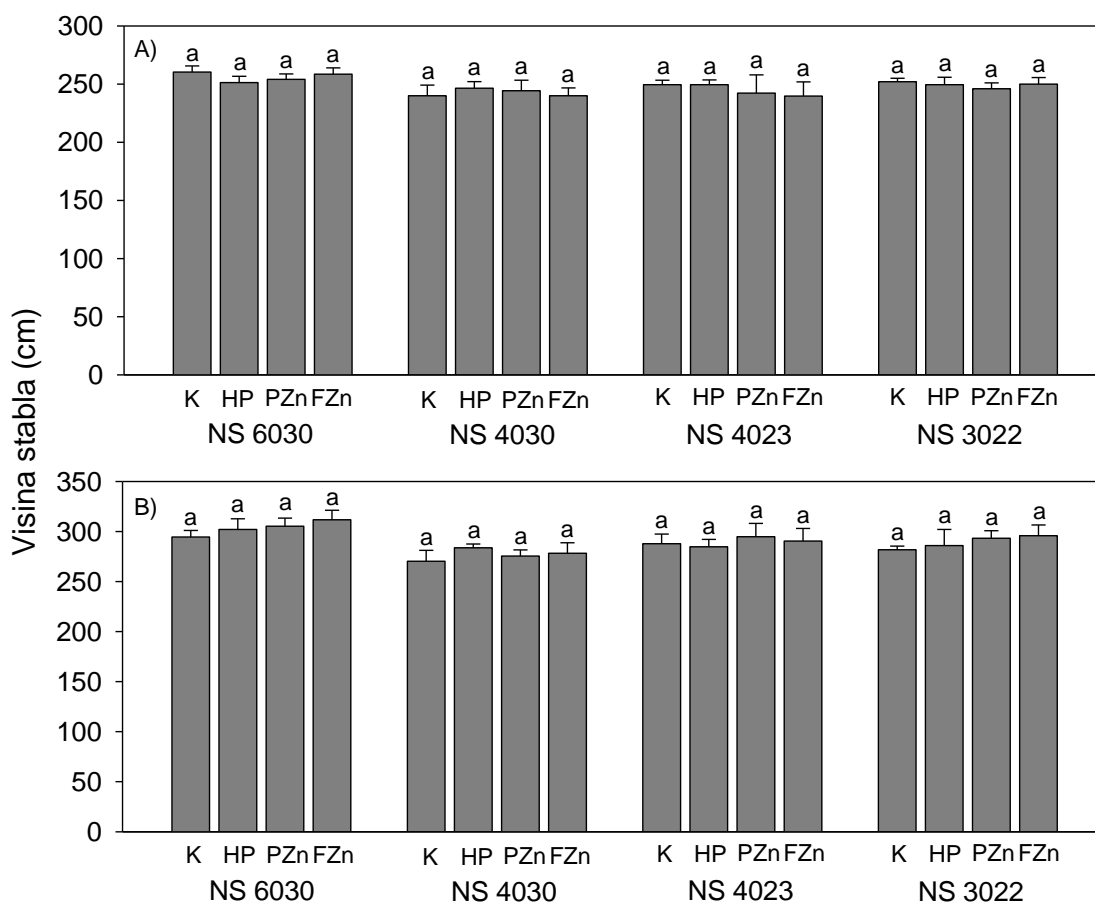 Visina stabla (cm)
A)
300
250
200
150
100
50
0
a a a a a a a a a a a a a a a a
K HP PZn FZn K HP PZn FZn K HP PZn FZn K HP PZn FZn
NS 6030 NS 4030 NS 4023 NS 3022
B)
350
300
250
200
150
100
50
0
a a a a a a a a a a a a a a a a
K HP PZn FZn K HP PZn FZn K HP PZn FZn K HP PZn FZn
NS 6030 NS 4030 NS 4023 NS 3022